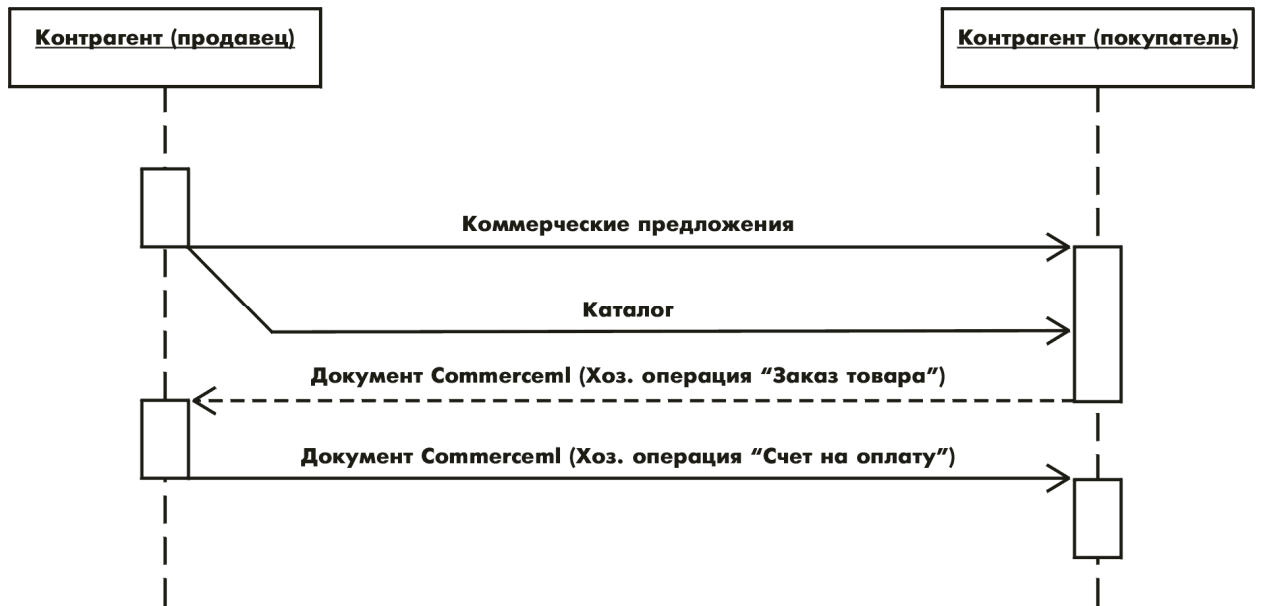 Контрагент (продавец)
Контрагент (покупатель)
Коммерческие предложения
Каталог
Документ Commerceml (Хоз. операция “Заказ товара”)
Документ Commerceml (Хоз. операция “Счет на оплату”)